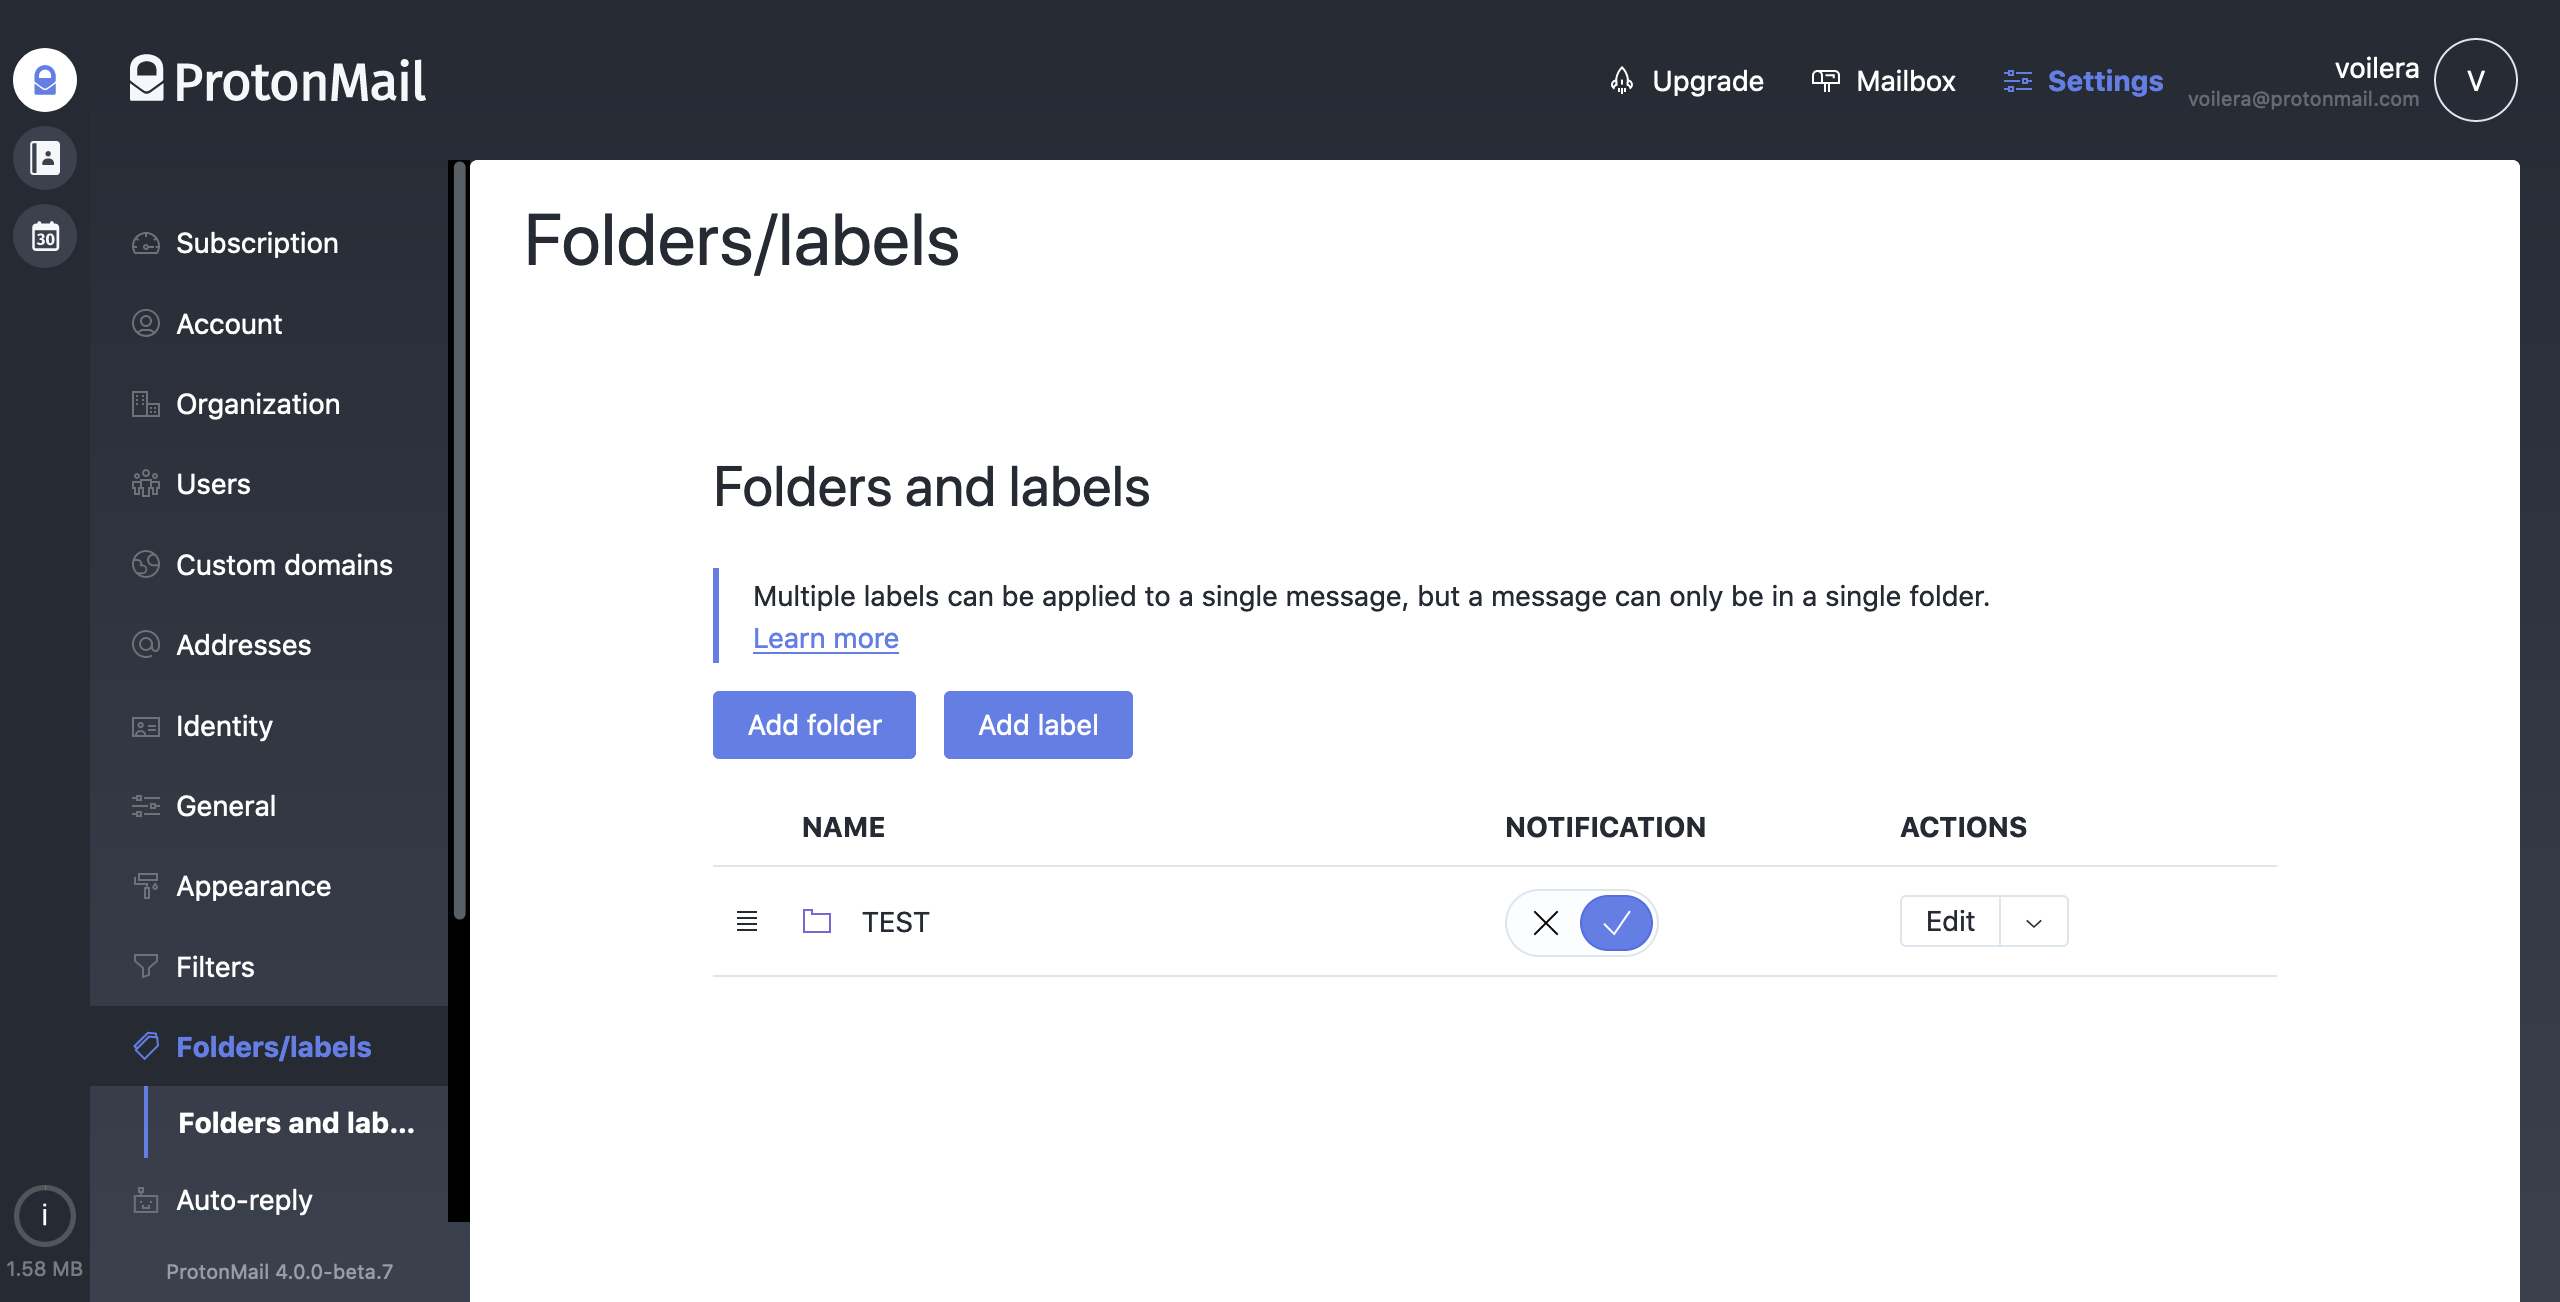 ProtonMail
Upgrade
Mailbox
Settings
voilera
voilera@protonmail.com
V
30
Subscription
Account
Organization
Users
Custom domains
Addresses
Identity
General
Appearance
Filters
Folders/labels
Folders and lab...
Auto-reply
i
1.58 MB
ProtonMail 4.0.0-beta.7
Folders/labels
Folders and labels
Multiple labels can be applied to a single message, but a message can only be in a single folder.
Learn more
Add folder
Add label
NAME
NOTIFICATION
ACTIONS
TEST
Edit